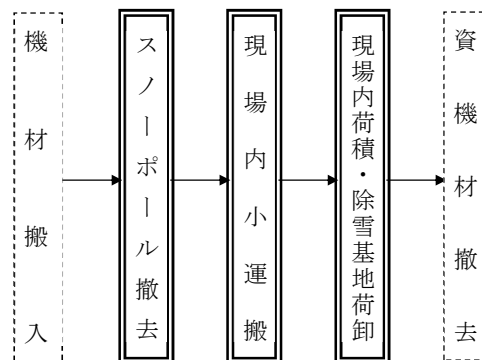 機材搬入
スノーポール撤去
現場内小運搬
現場内荷積・除雪基地荷卸
資機材撤去